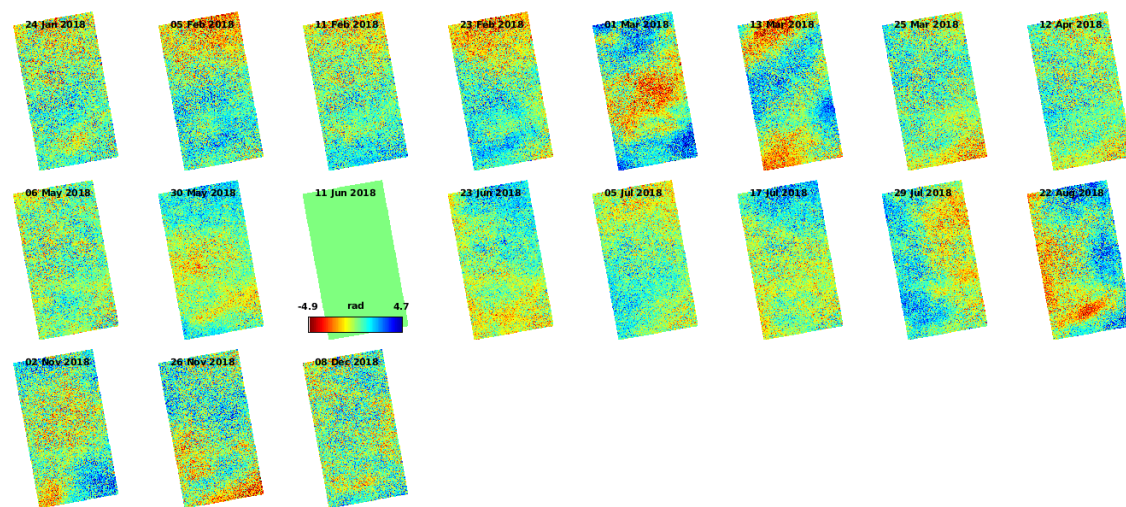 24 Jan 2018
05 Feb 2018
11 Feb 2018
23 Feb 2018
01 Mar 2018
13 Mar 2018
25 Mar 2018
12 Apr 2018
06 May 2018
30 May 2018
11 Jun 2018
23 Jun 2018
05 Jul 2018
17 Jul 2018
29 Jul 2018
22 Aug 2018
-4.9 rad 4.7
02 Nov 2018
26 Nov 2018
08 Dec 2018